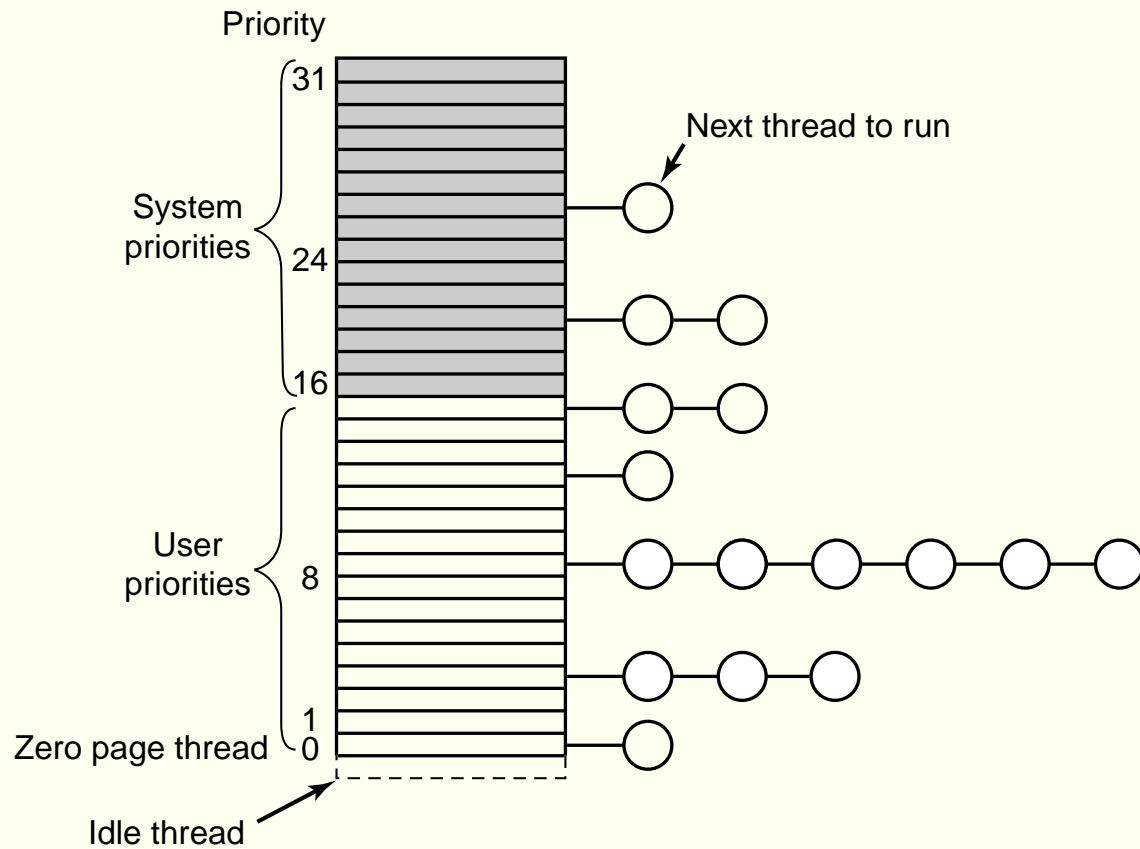 Priority
31
Next thread to run
System
priorities
24
16
User
priorities
8
1
Zero page thread 0
Idle thread